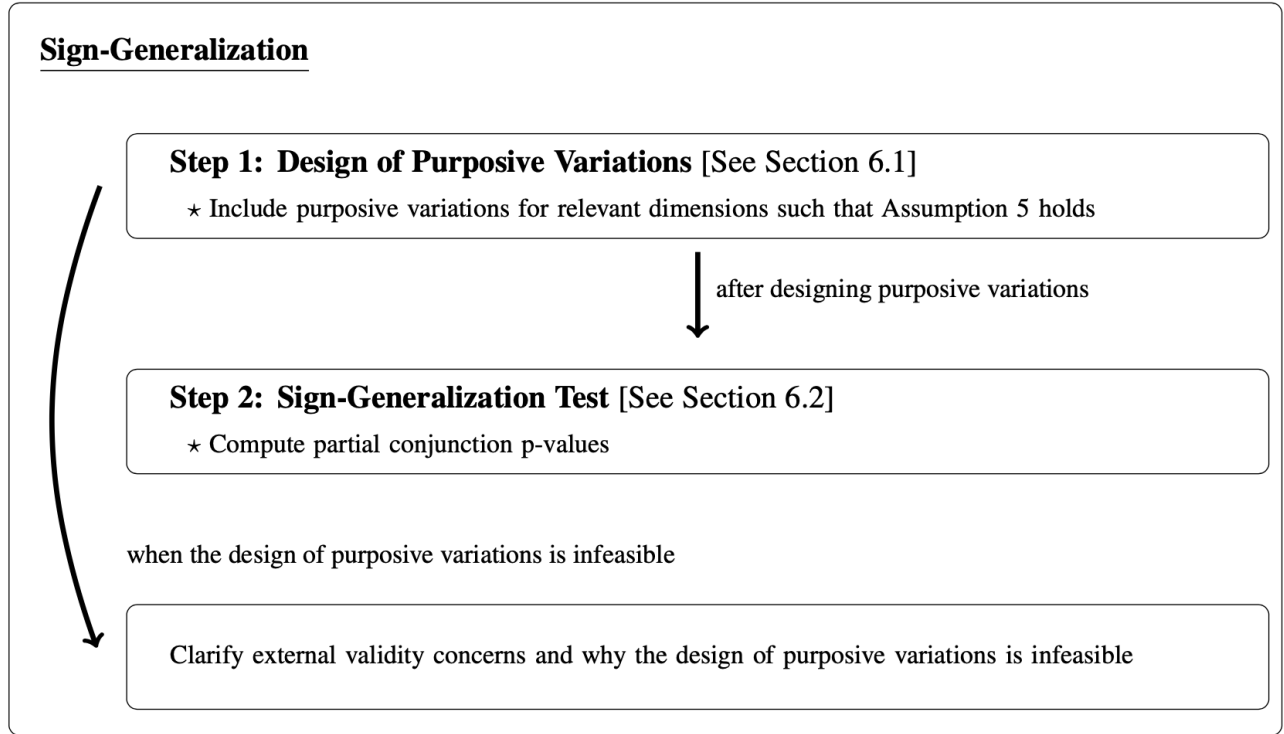 Sign-Generalization
Step 1: Design of Purposive Variations [See Section 6.1]
⋆ Include purposive variations for relevant dimensions such that Assumption 5 holds
after designing purposive variations
Step 2: Sign-Generalization Test [See Section 6.2]
⋆ Compute partial conjunction p-values
when the design of purposive variations is infeasible
Clarify external validity concerns and why the design of purposive variations is infeasible